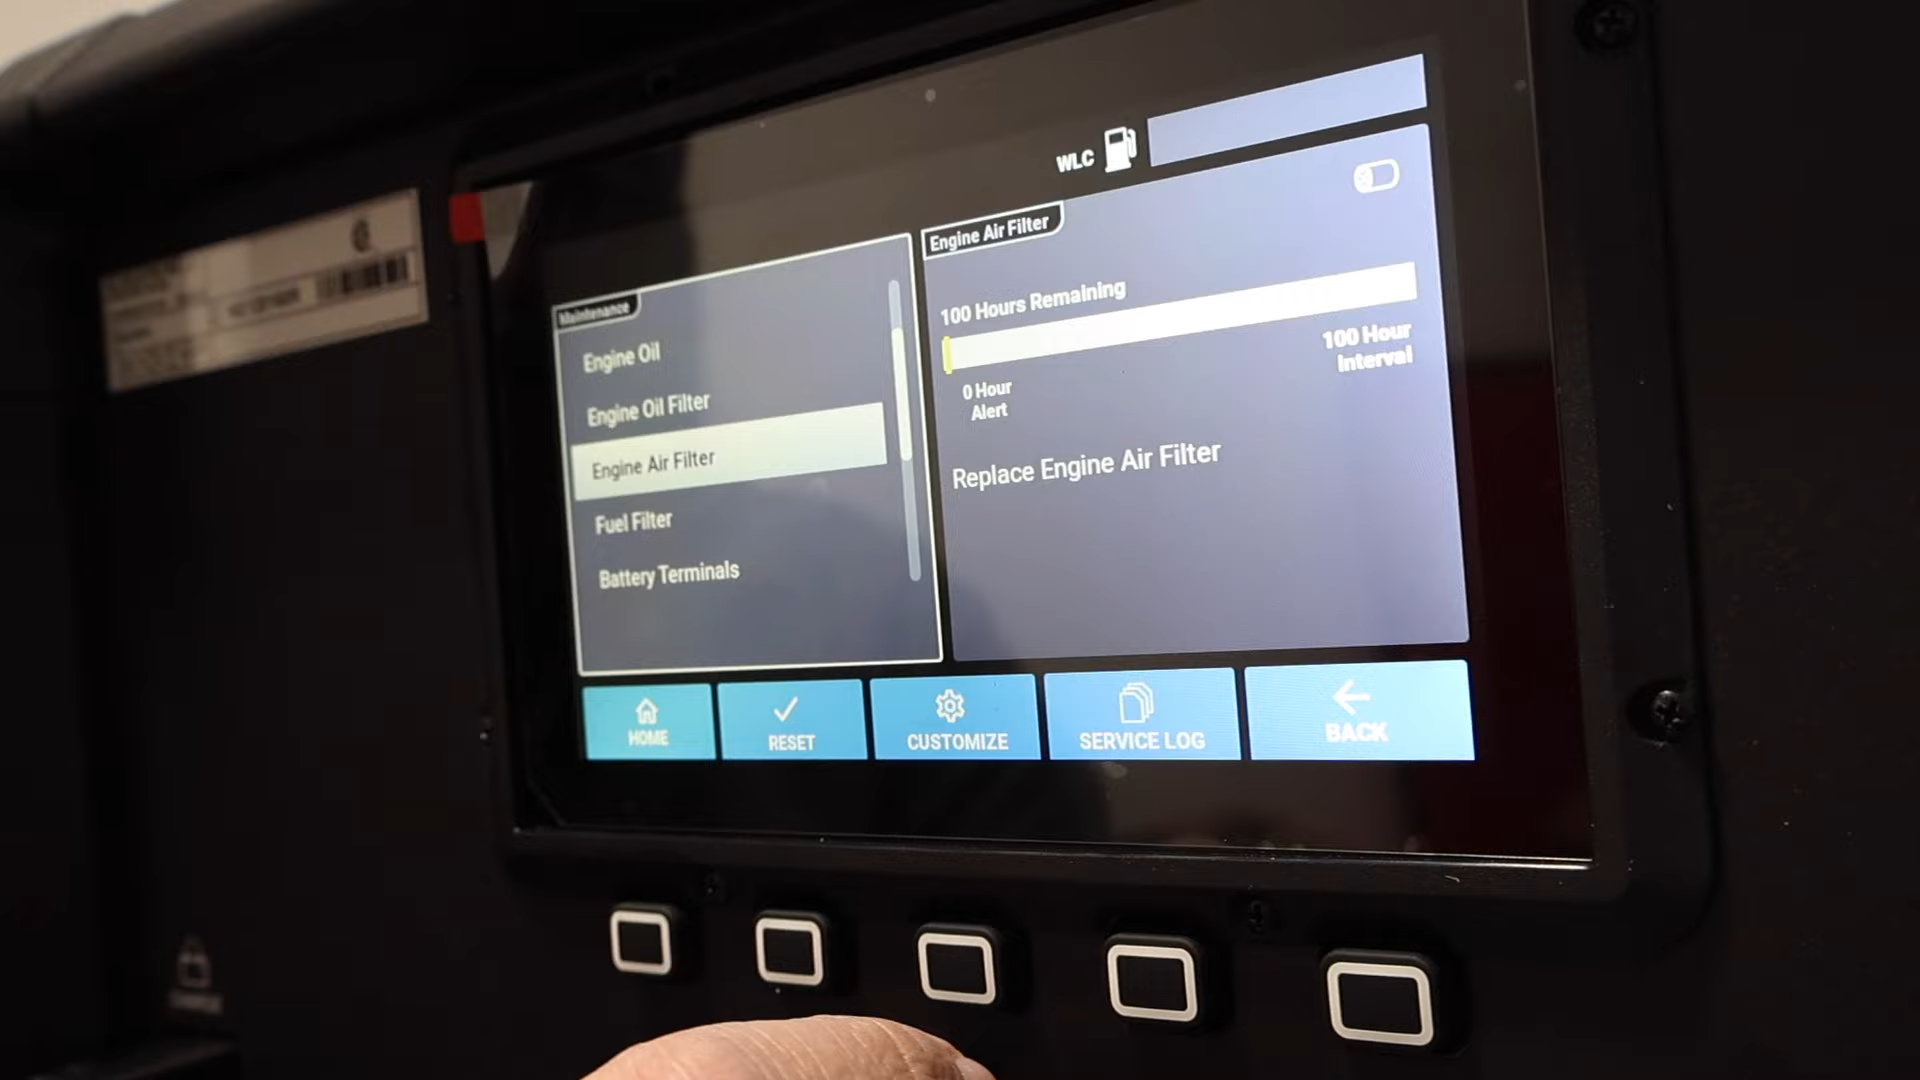 WLC
Maintenance
Engine Oil
Engine Oil Filter
Engine Air Filter
Fuel Filter
Battery Terminals
Engine Air Filter
100 Hours Remaining
100 Hour
Interval
0 Hour
Alert
Replace Engine Air Filter
HOME
RESET
CUSTOMIZE
SERVICE LOG
BACK